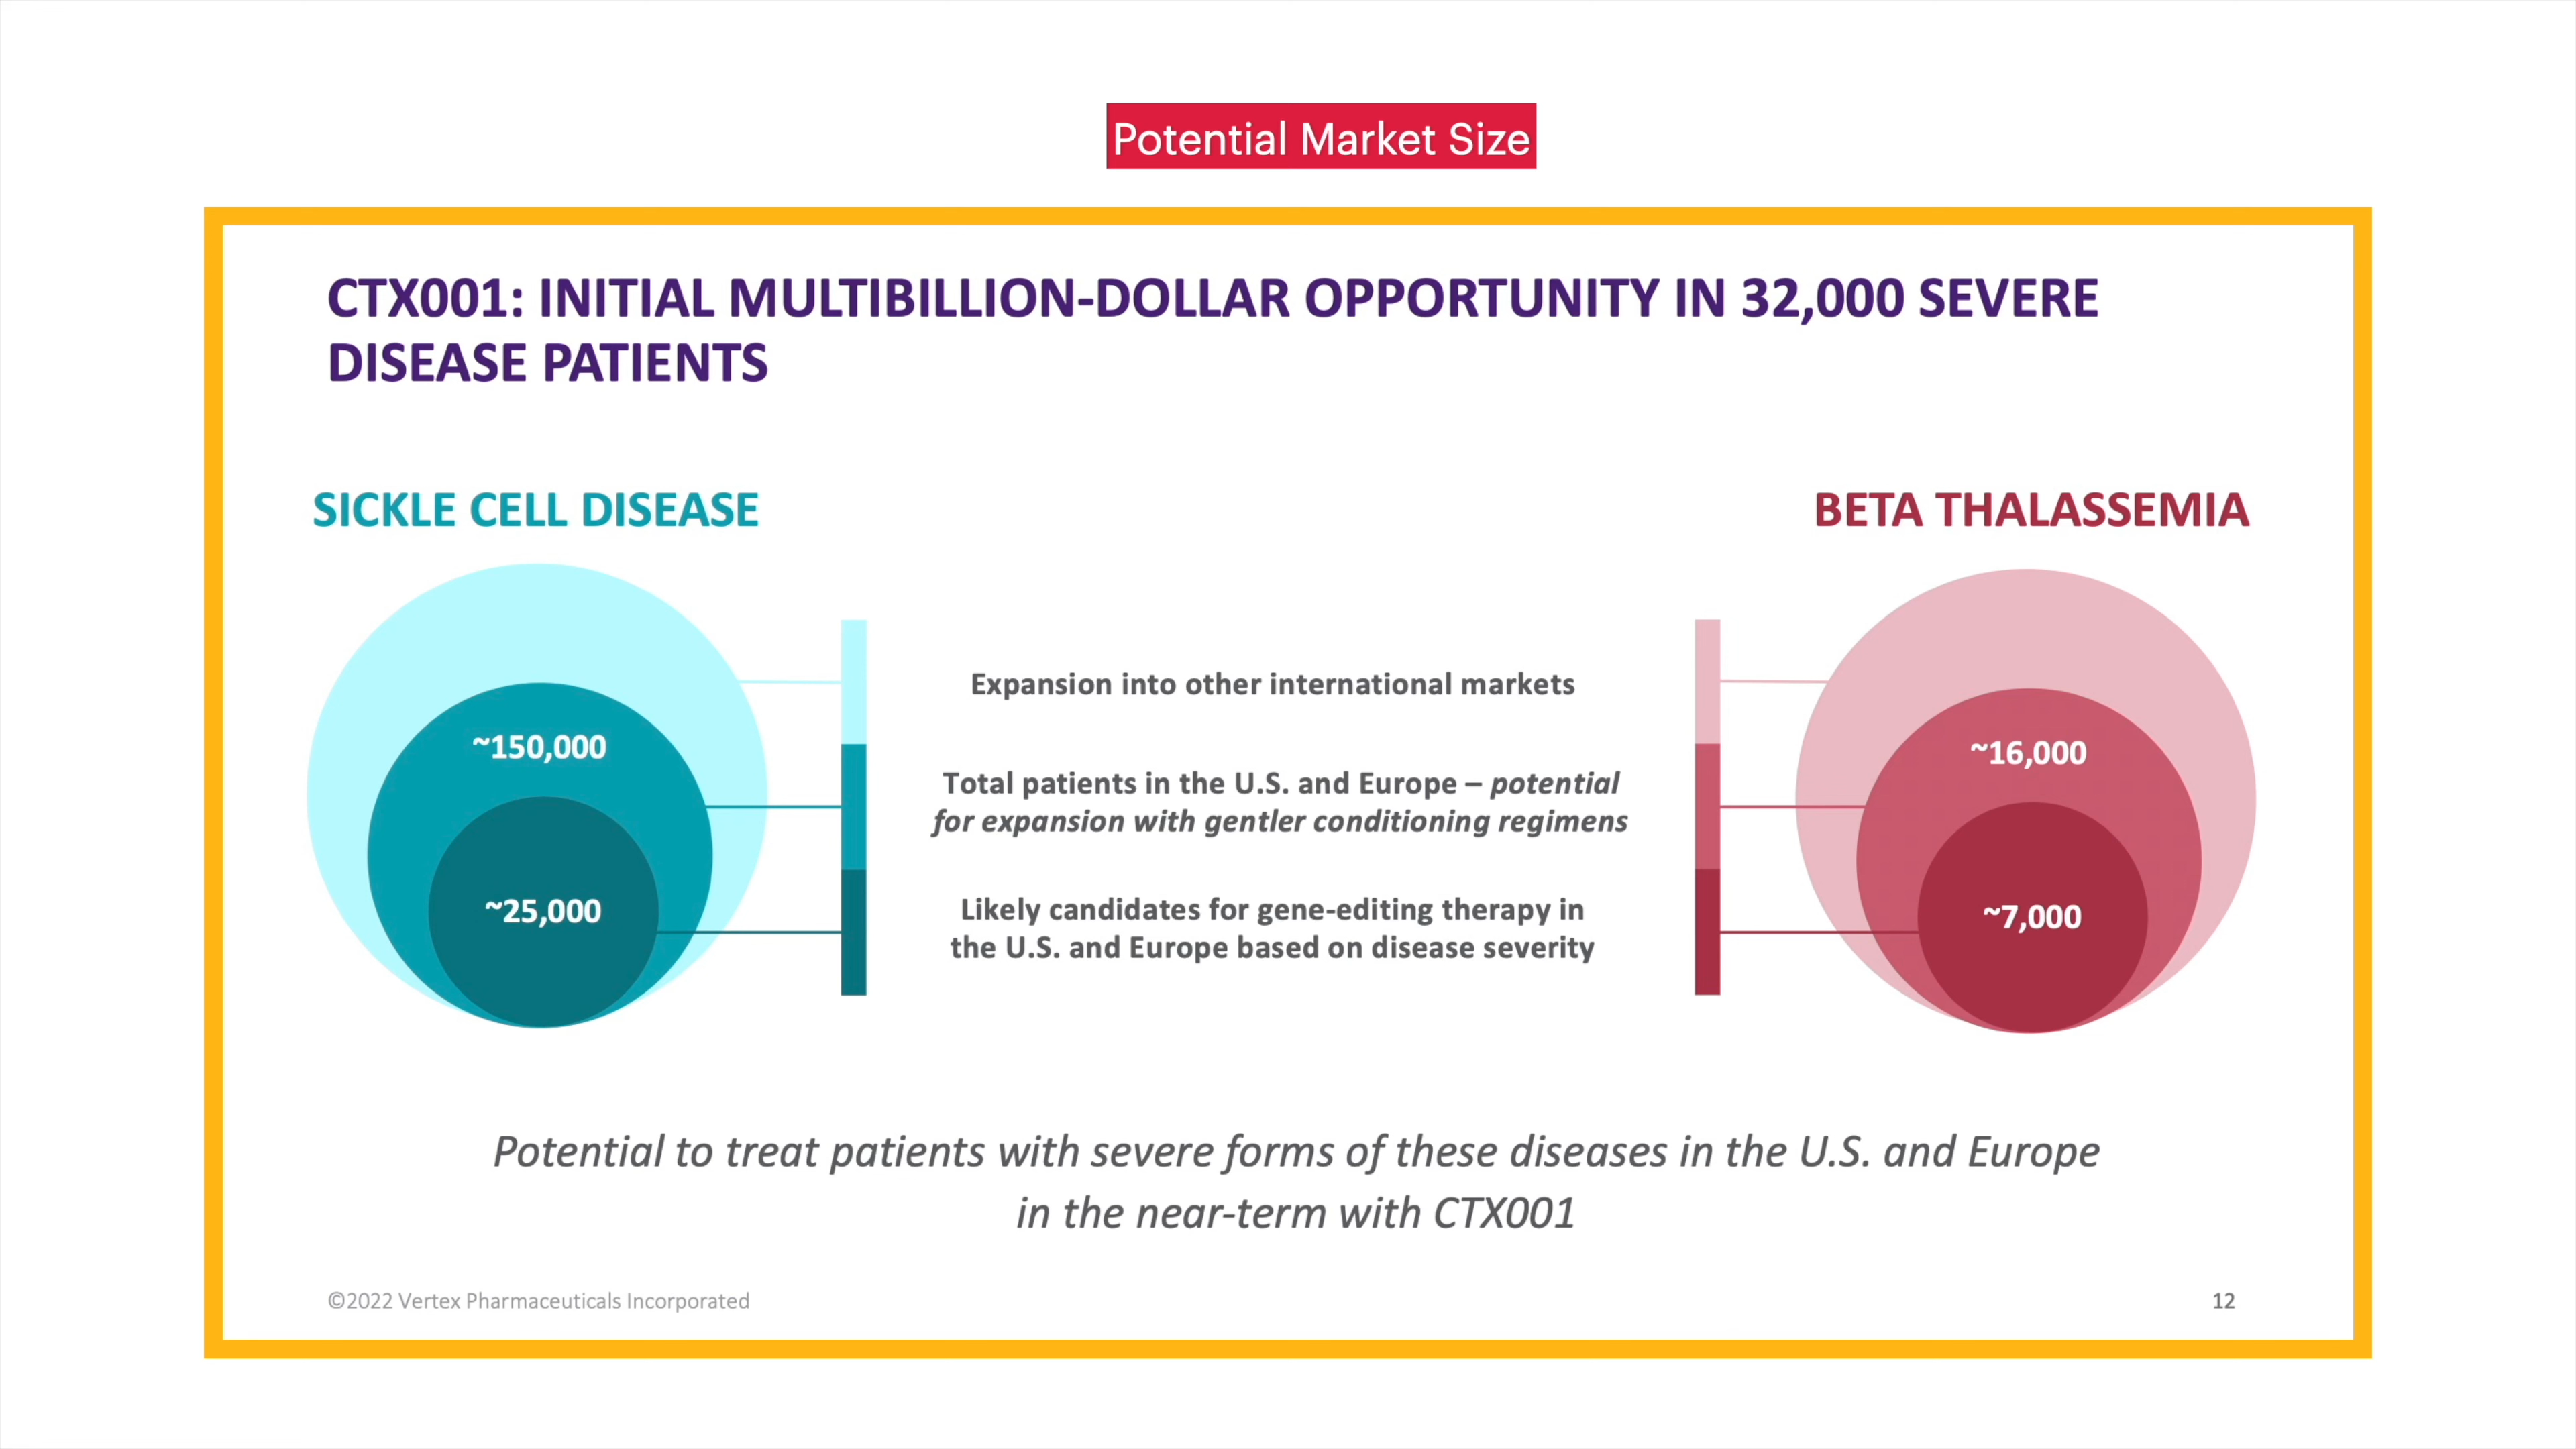 Potential Market Size
CTX001: INITIAL MULTIBILLION-DOLLAR OPPORTUNITY IN 32,000 SEVERE
DISEASE PATIENTS
SICKLE CELL DISEASE
BETA THALASSEMIA
~150,000
~25,000
Expansion into other international markets
Total patients in the U.S. and Europe – potential
for expansion with gentler conditioning regimens
Likely candidates for gene-editing therapy in
the U.S. and Europe based on disease severity
~16,000
~7,000
Potential to treat patients with severe forms of these diseases in the U.S. and Europe
in the near-term with CTX001
©2022 Vertex Pharmaceuticals Incorporated
12